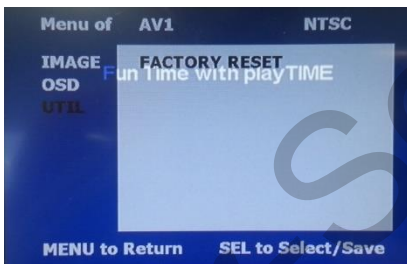 Menu of AV1 NTSC
IMAGE FACTORY RESET
Fun Time with playTIME
OSD
UTIL
MENU to Return SEL to Select/Save